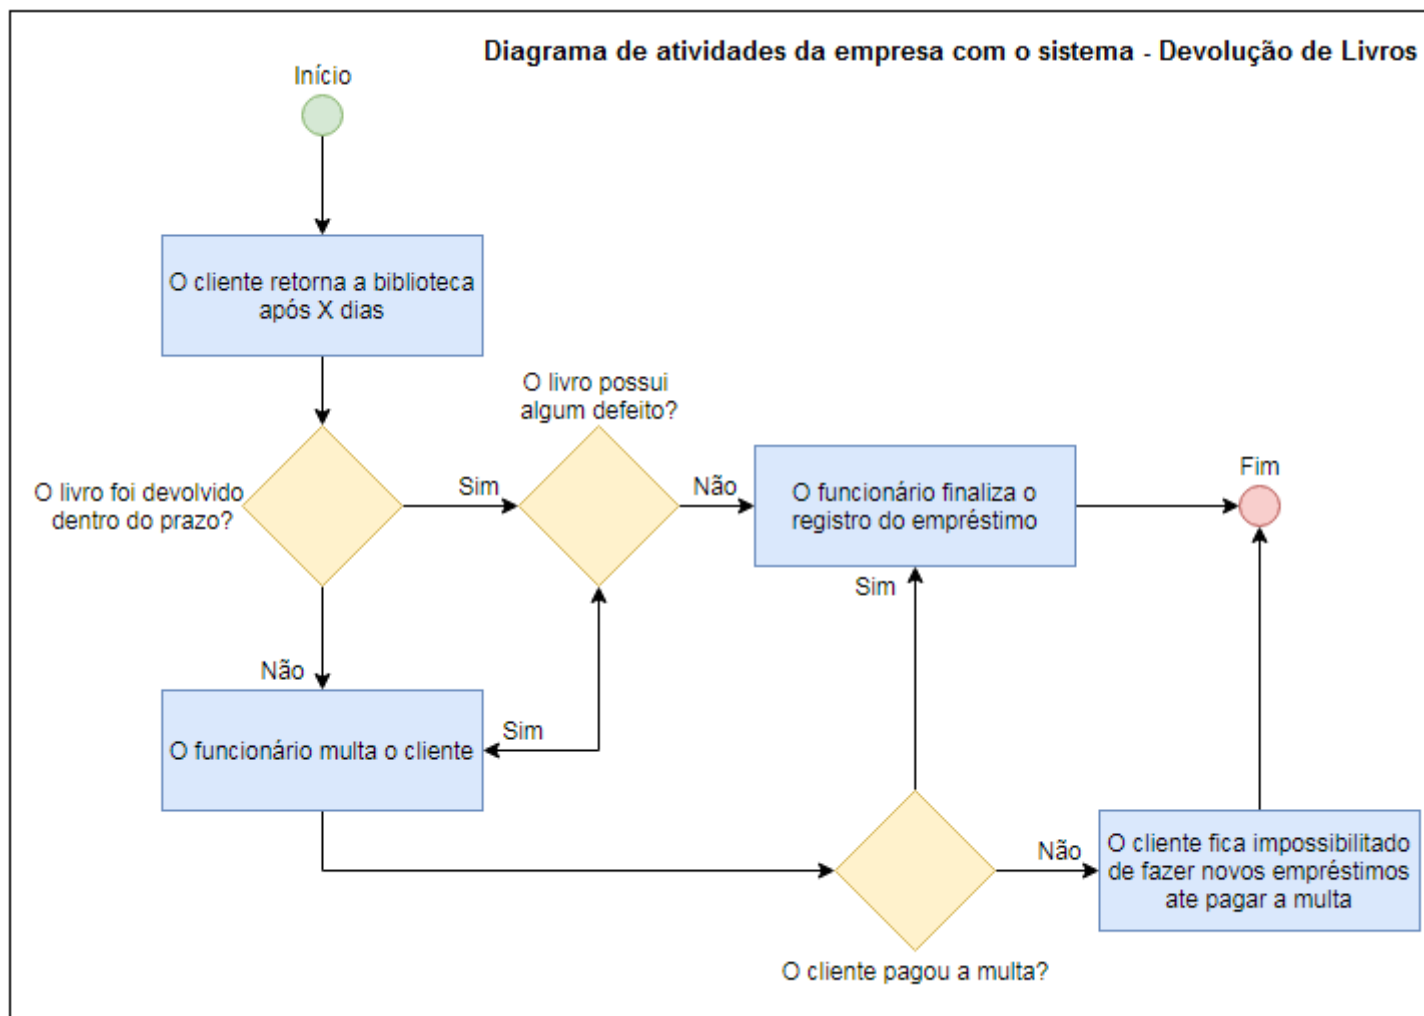 Diagrama de atividades da empresa com o sistema - Devolução de Livros
Início
O cliente retorna a biblioteca
após X dias
O livro possui
algum defeito?
O livro foi devolvido
dentro do prazo?
Sim
Não
O funcionário finaliza o
registro do empréstimo
Fim
Sim
Não
O funcionário multa o cliente
Sim
Não
O cliente fica impossibilitado
de fazer novos empréstimos
ate pagar a multa
O cliente pagou a multa?